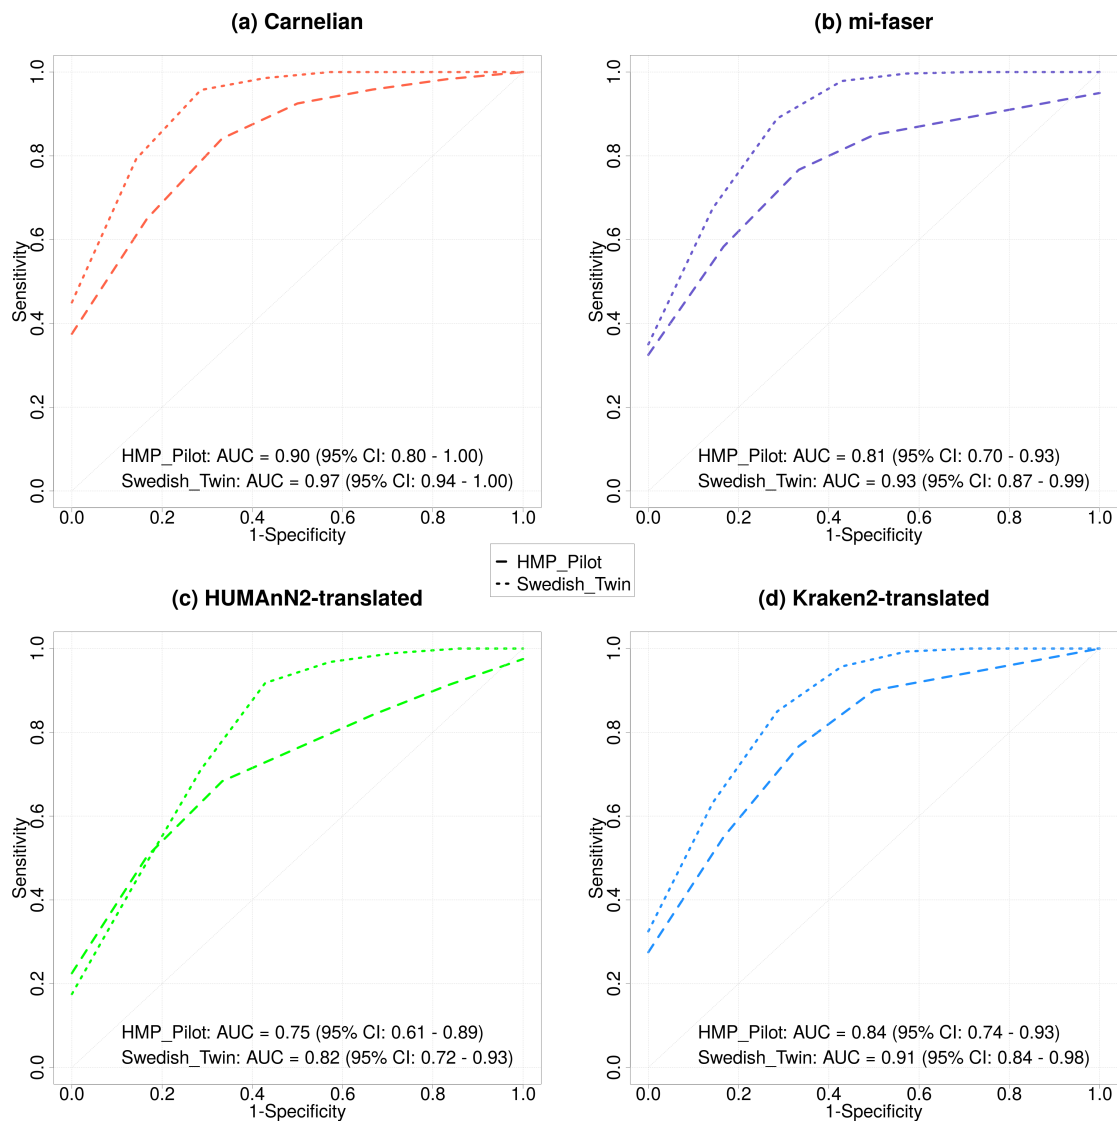 (a) Carnelian
Sensitivity
0.0 0.2 0.4 0.6 0.8 1.0
HMP_Pilot: AUC = 0.90 (95% CI: 0.80 - 1.00)
Swedish_Twin: AUC = 0.97 (95% CI: 0.94 - 1.00)
0.0 0.2 0.4 0.6 0.8 1.0
1-Specificity
(b) mi-faser
Sensitivity
0.0 0.2 0.4 0.6 0.8 1.0
HMP_Pilot: AUC = 0.81 (95% CI: 0.70 - 0.93)
Swedish_Twin: AUC = 0.93 (95% CI: 0.87 - 0.99)
0.0 0.2 0.4 0.6 0.8 1.0
1-Specificity
HMP_Pilot
Swedish_Twin
(c) HUMAnN2-translated
Sensitivity
0.0 0.2 0.4 0.6 0.8 1.0
HMP_Pilot: AUC = 0.75 (95% CI: 0.61 - 0.89)
Swedish_Twin: AUC = 0.82 (95% CI: 0.72 - 0.93)
0.0 0.2 0.4 0.6 0.8 1.0
1-Specificity
(d) Kraken2-translated
Sensitivity
0.0 0.2 0.4 0.6 0.8 1.0
HMP_Pilot: AUC = 0.84 (95% CI: 0.74 - 0.93)
Swedish_Twin: AUC = 0.91 (95% CI: 0.84 - 0.98)
0.0 0.2 0.4 0.6 0.8 1.0
1-Specificity